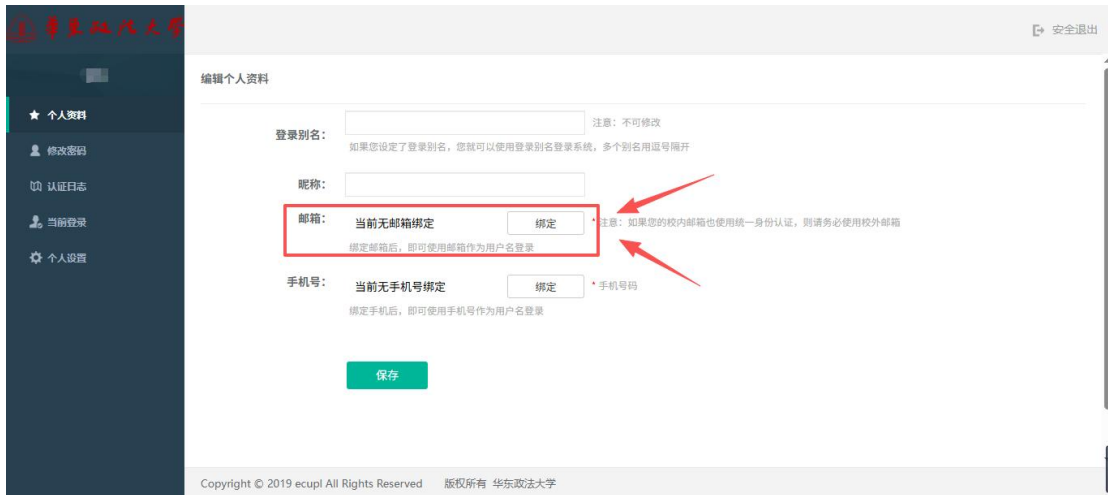 华东政法大学
安全退出
编辑个人资料
个人资料
修改密码
认证日志
当前登录
个人设置
登录别名：
注意：不可修改
如果您设定了登录别名，您就可以使用登录别名登录系统，多个别名用逗号隔开
昵称：
邮箱：
当前无邮箱绑定
绑定
*注意：如果您的校内邮箱也使用统一身份认证，则请务必使用校外邮箱
绑定邮箱后，即可使用邮箱作为用户名登录
手机号：
当前无手机号绑定
绑定
*手机号码
绑定手机后，即可使用手机号作为用户名登录
保存
Copyright © 2019 ecupl All Rights Reserved 版权所有 华东政法大学